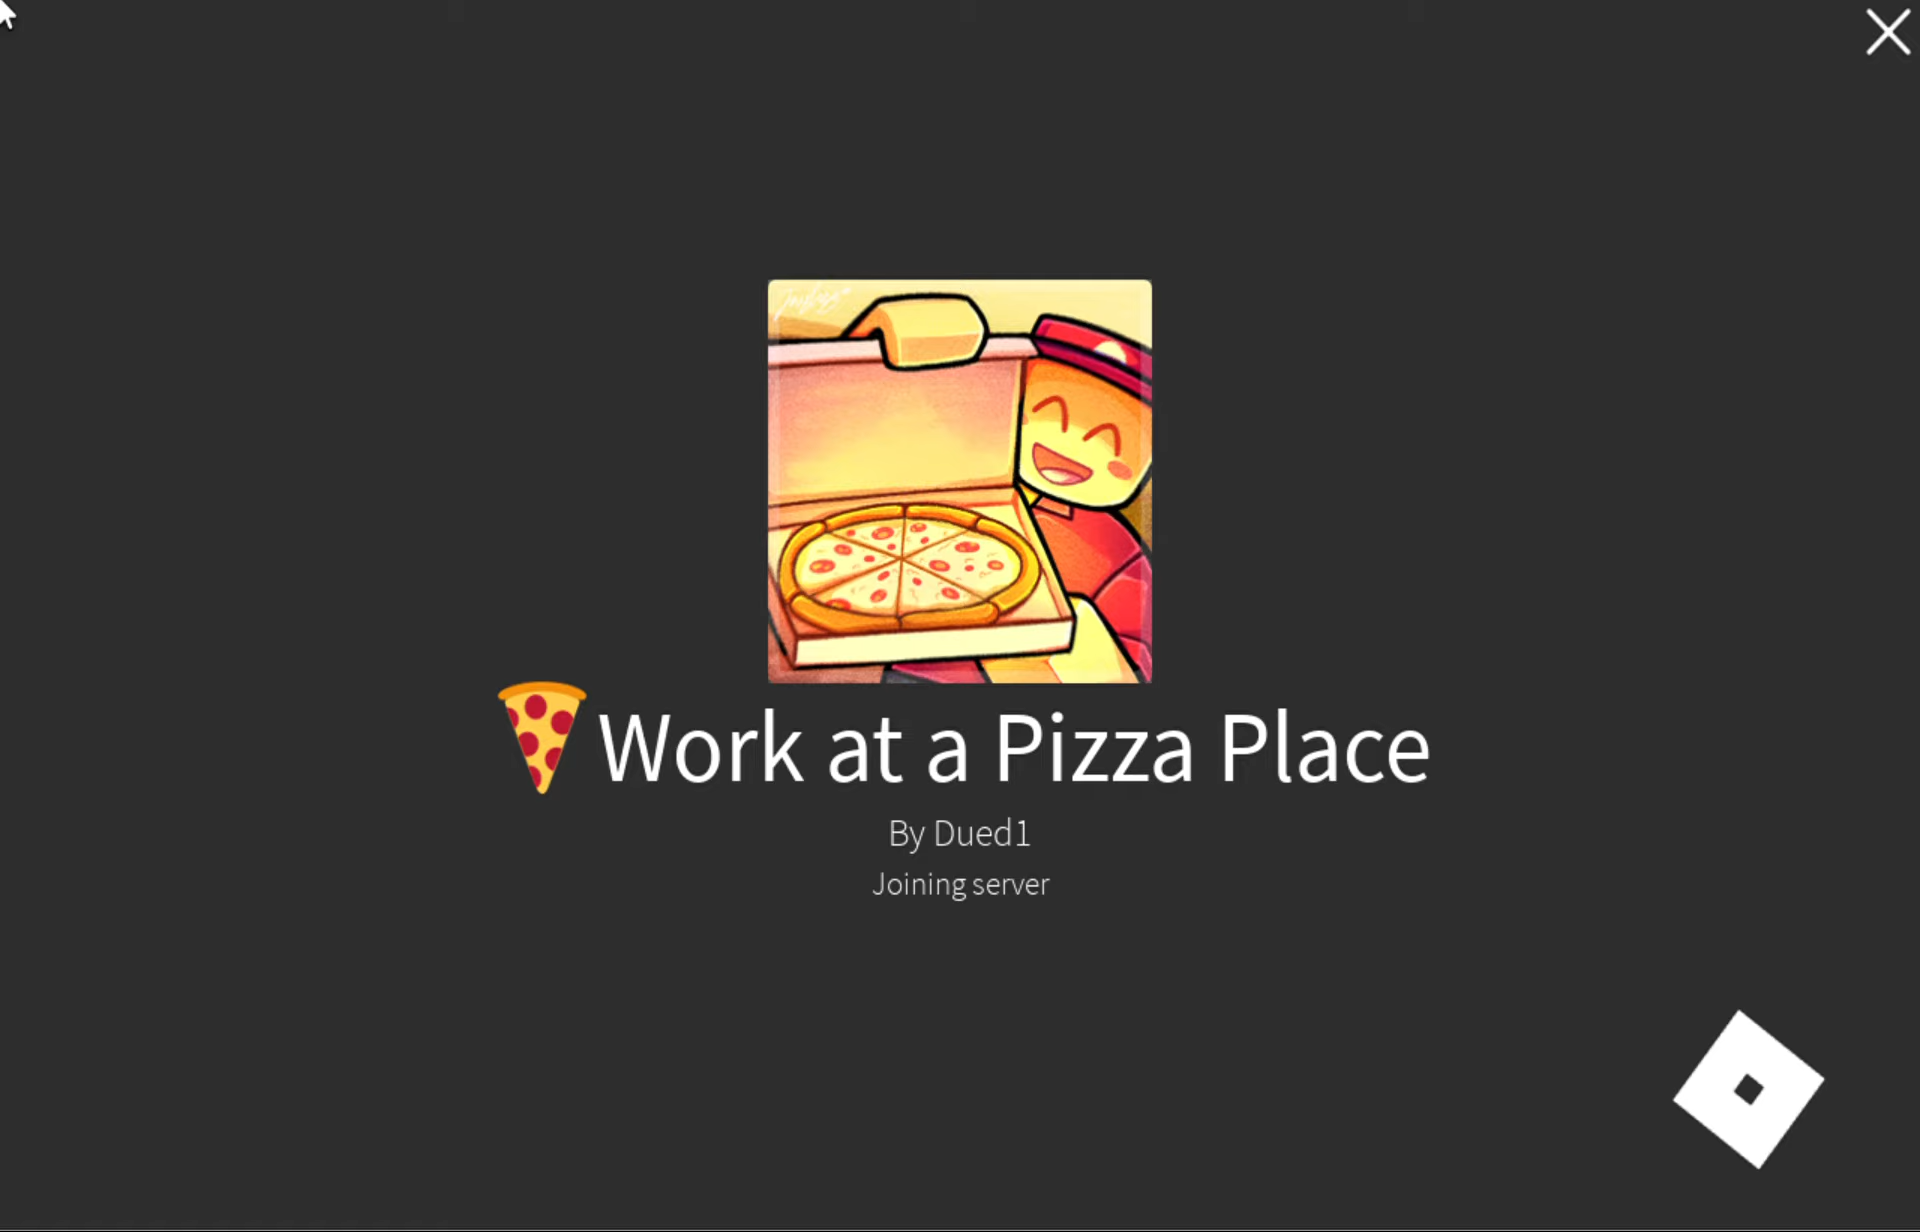 🍕Work at a Pizza Place
By Dued1
Joining server